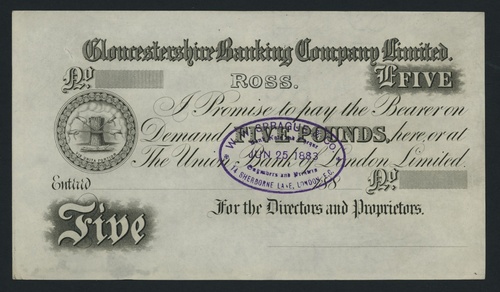 Gloucestershire Banking Company Limited.
No
ROSS.
£FIVE
I Promise to pay the Bearer on
Demand FIVE POUNDS, here, or at
The Union Bank of London Limited.
W. W. SPRAGUE & CO
JUN 25 1883
Engravers and Printers
14 SHERBORNE LANE, LONDON, E.C.
No
Entd
Five
For the Directors and Proprietors.